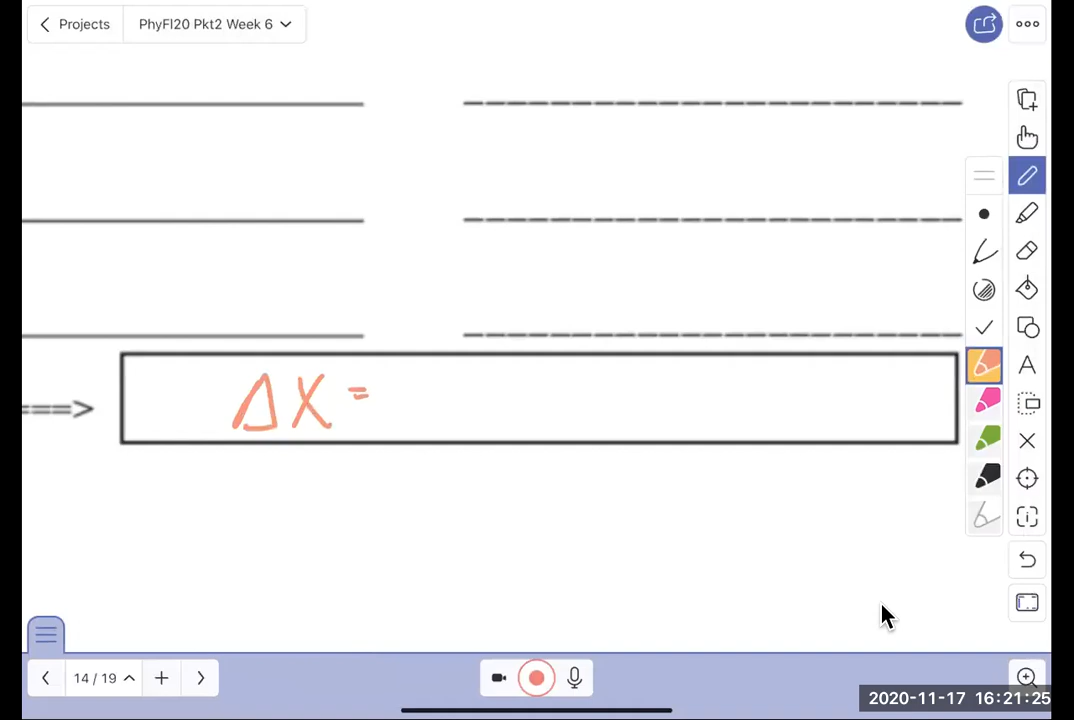 Projects
PhyFl20 Pkt2 Week 6
===>
ΔX =
14 / 19
2020-11-17 16:21:25